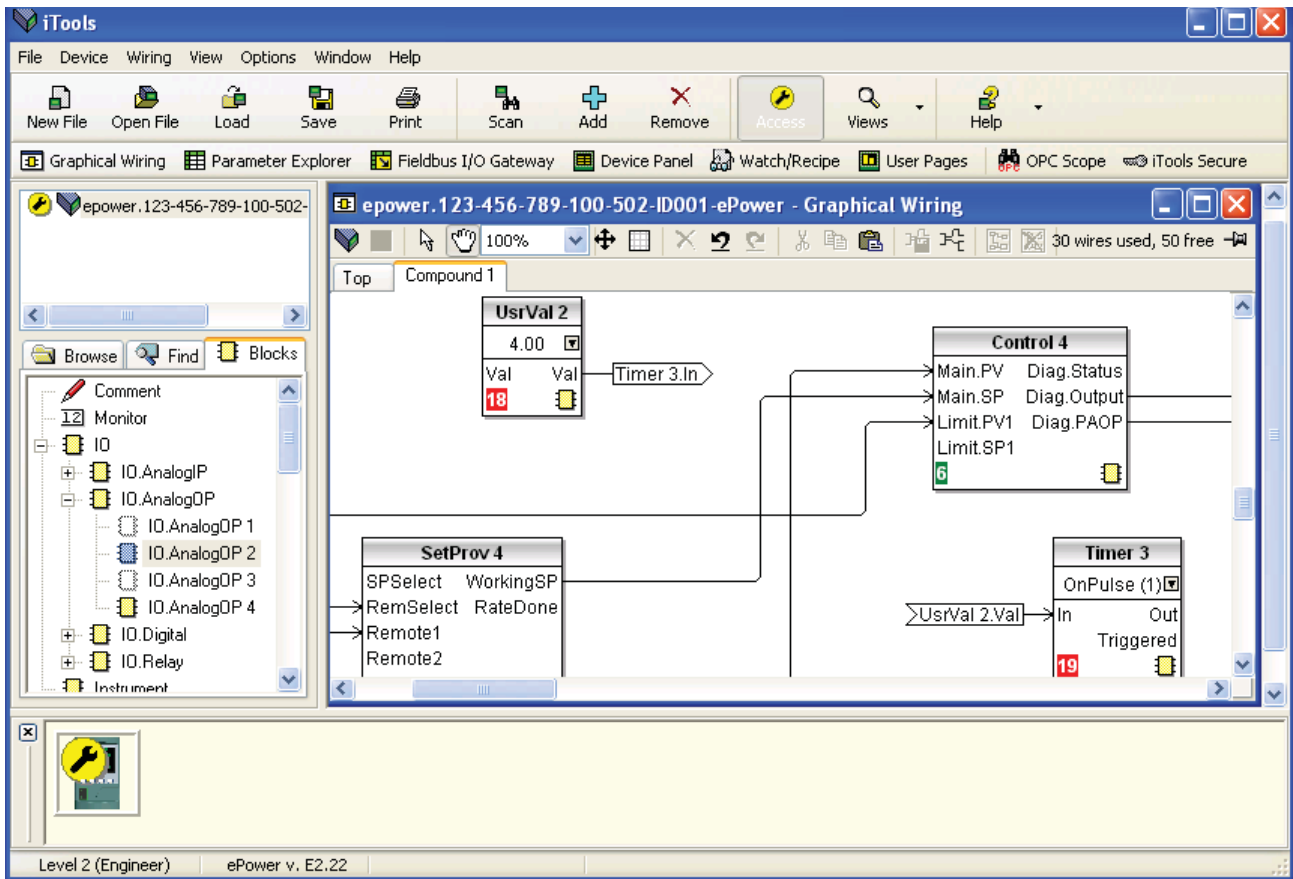 iTools
File Device Wiring View Options Window Help
New File Open File Load Save Print Scan Add Remove Access Views Help
Graphical Wiring Parameter Explorer Fieldbus I/O Gateway Device Panel Watch/Recipe User Pages OPC Scope iTools Secure
epower.123-456-789-100-502-
Browse Find Blocks
Comment
12 Monitor
IO
IO.AnalogIP
IO.AnalogOP
IO.AnalogOP 1
IO.AnalogOP 2
IO.AnalogOP 3
IO.AnalogOP 4
IO.Digital
IO.Relay
Instrument
epower.123-456-789-100-502-ID001-ePower - Graphical Wiring
100% 30 wires used, 50 free
Top Compound 1
UsrVal 2
4.00
Val Val
18
Timer 3.In
Control 4
Main.PV Diag.Status
Main.SP Diag.Output
Limit.PV1 Diag.PAOP
Limit.SP1
6
SetProv 4
SPSelect WorkingSP
RemSelect RateDone
Remote1
Remote2
UsrVal 2.Val
Timer 3
OnPulse (1)
In Out
Triggered
19
Level 2 (Engineer) ePower v. E2.22